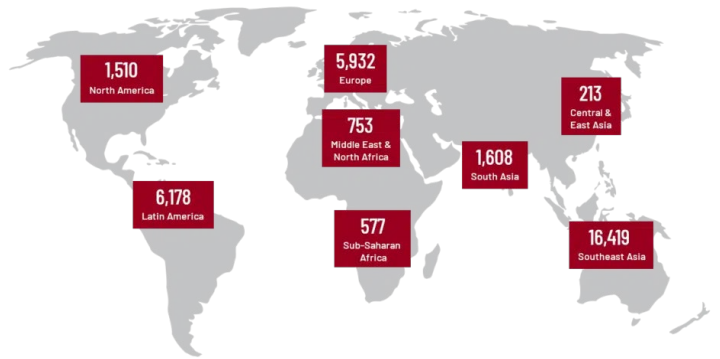 1,510
North America
5,932
Europe
213
Central &
East Asia
753
Middle East &
North Africa
1,608
South Asia
6,178
Latin America
577
Sub-Saharan
Africa
16,419
Southeast Asia